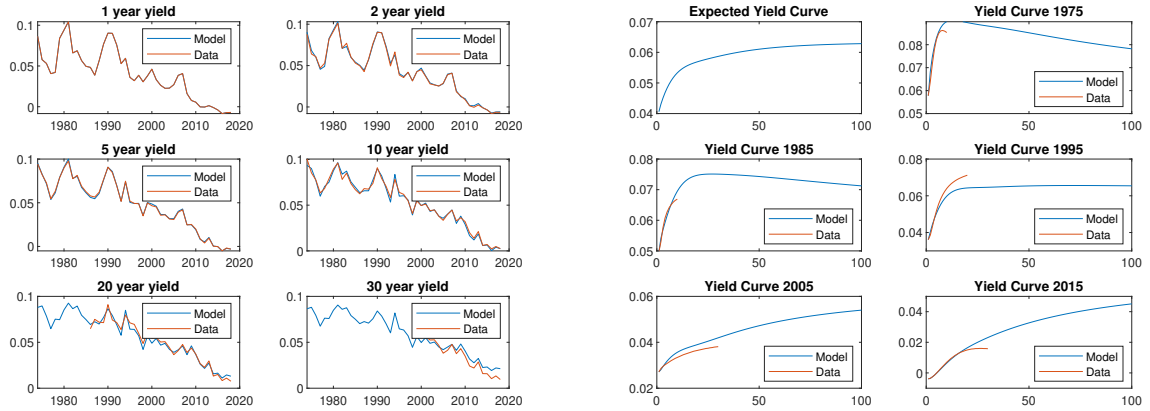 1 year yield
0.1
0.05
0
1980 1990 2000 2010 2020
Model
Data
2 year yield
0.1
0.05
0
1980 1990 2000 2010 2020
Model
Data
5 year yield
0.1
0.05
0
1980 1990 2000 2010 2020
Model
Data
10 year yield
0.1
0.05
0
1980 1990 2000 2010 2020
Model
Data
20 year yield
0.1
0.05
0
1980 1990 2000 2010 2020
Model
Data
30 year yield
0.1
0.05
0
1980 1990 2000 2010 2020
Model
Data
Expected Yield Curve
0.07
0.06
0.05
0.04
0 50 100
Yield Curve 1975
0.08
0.07
0.06
0.05
0 50 100
Model
Data
Yield Curve 1985
0.08
0.07
0.06
0.05
0 50 100
Model
Data
Yield Curve 1995
0.08
0.06
0.04
0 50 100
Model
Data
Yield Curve 2005
0.06
0.04
0.02
0 50 100
Model
Data
Yield Curve 2015
0.04
0.02
0
0 50 100
Model
Data